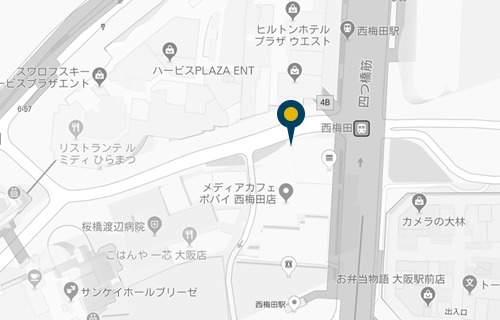 ヒルトンホテル
プラザ ウエスト
西梅田駅
四つ橋筋
ハービスPLAZA ENT
スワロフスキー
ービスプラザエント
4B
6-57
西梅田
リストランテ ル
ミディ ひらまつ
メディアカフェ
ポパイ 西梅田店
カメラの大林
桜橋渡辺病院
ごはんや 一芯 大阪店
お弁当物語 大阪駅前店
サンケイホールブリーゼ
トー
西梅田駅
出入口